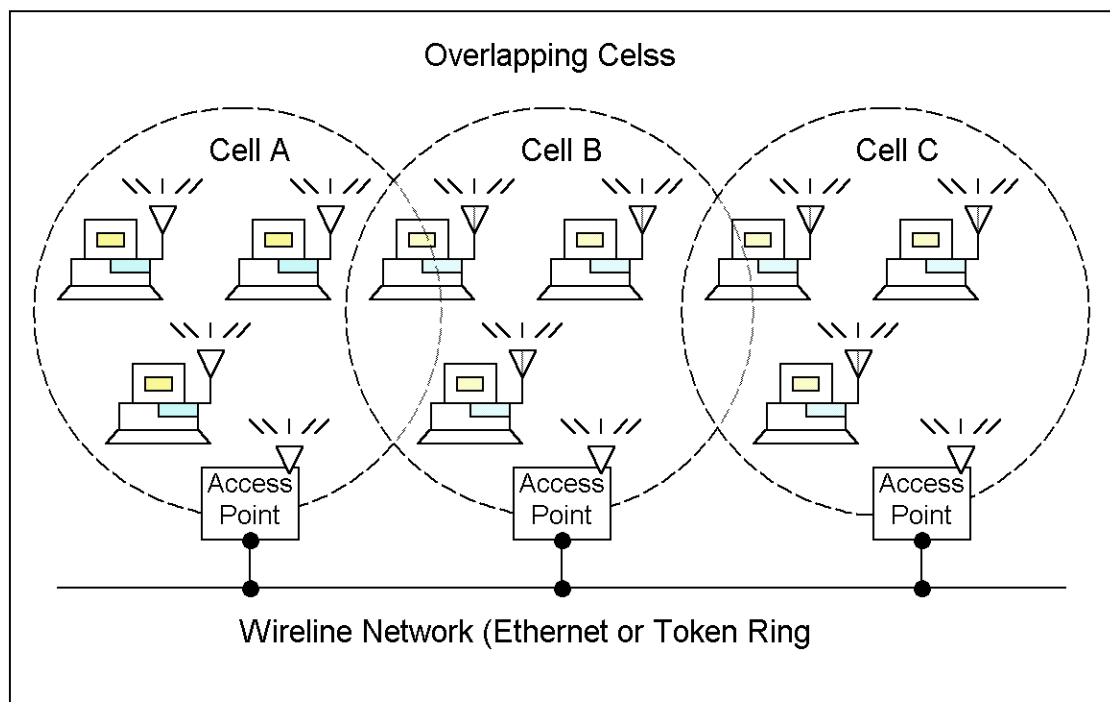 Overlapping Celss
Cell A
Cell B
Cell C
Access
Point
Access
Point
Access
Point
Wireline Network (Ethernet or Token Ring